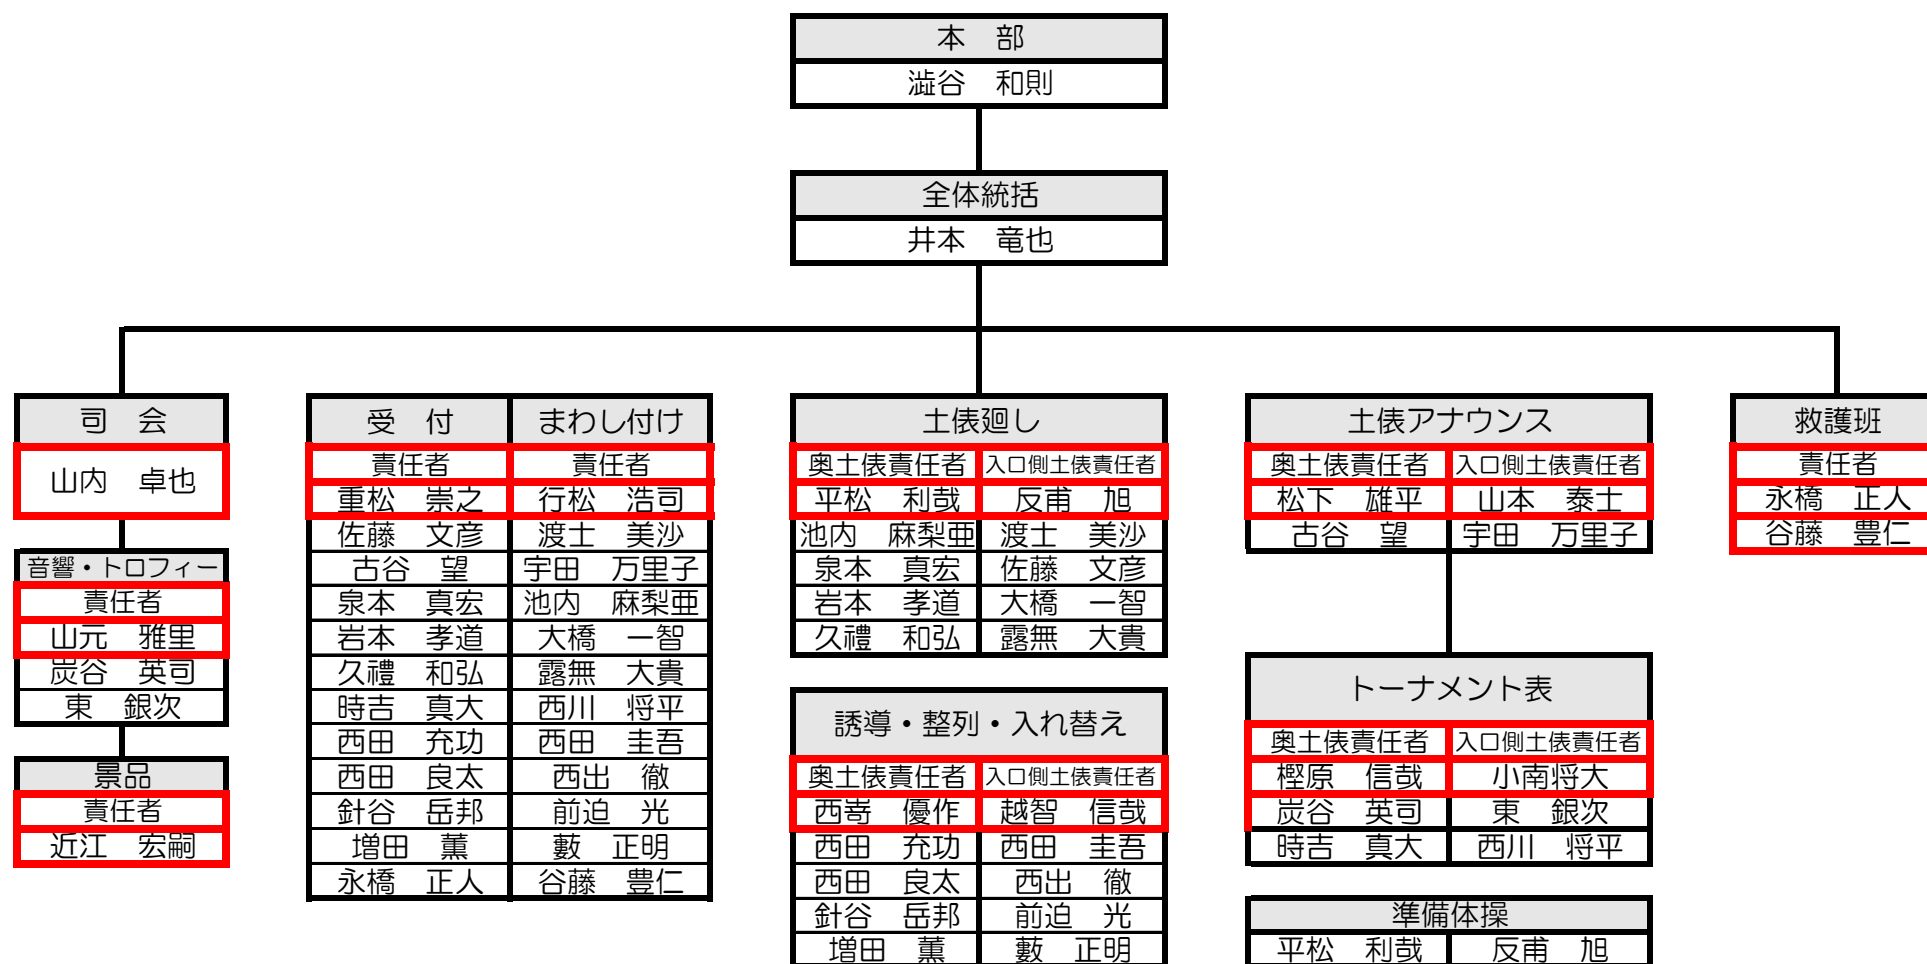 本　部
澁谷　和則
全体統括
井本　竜也
司　会
山内　卓也
音響・トロフィー
責任者
山元　雅里
炭谷　英司
東　銀次
景品
責任者
近江　宏嗣
受　付　まわし付け
責任者　責任者
重松　崇之　行松　浩司
佐藤　文彦　渡士　美沙
古谷　望　宇田　万里子
泉本　真宏　池内　麻梨亜
岩本　孝道　大橋　一智
久禮　和弘　露無　大貴
時吉　真大　西川　将平
西田　充功　西田　圭吾
西田　良太　西出　徹
針谷　岳邦　前迫　光
増田　薫　藪　正明
永橋　正人　谷藤　豊仁
土俵廻し
奥土俵責任者　入口側土俵責任者
平松　利哉　反甫　旭
池内　麻梨亜　渡士　美沙
泉本　真宏　佐藤　文彦
岩本　孝道　大橋　一智
久禮　和弘　露無　大貴
誘導・整列・入れ替え
奥土俵責任者　入口側土俵責任者
西嵜　優作　越智　信哉
西田　充功　西田　圭吾
西田　良太　西出　徹
針谷　岳邦　前迫　光
増田　薫　藪　正明
土俵アナウンス
奥土俵責任者　入口側土俵責任者
松下　雄平　山本　泰士
古谷　望　宇田　万里子
トーナメント表
奥土俵責任者　入口側土俵責任者
樫原　信哉　小南将大
炭谷　英司　東　銀次
時吉　真大　西川　将平
準備体操
平松　利哉　反甫　旭
救護班
責任者
永橋　正人
谷藤　豊仁